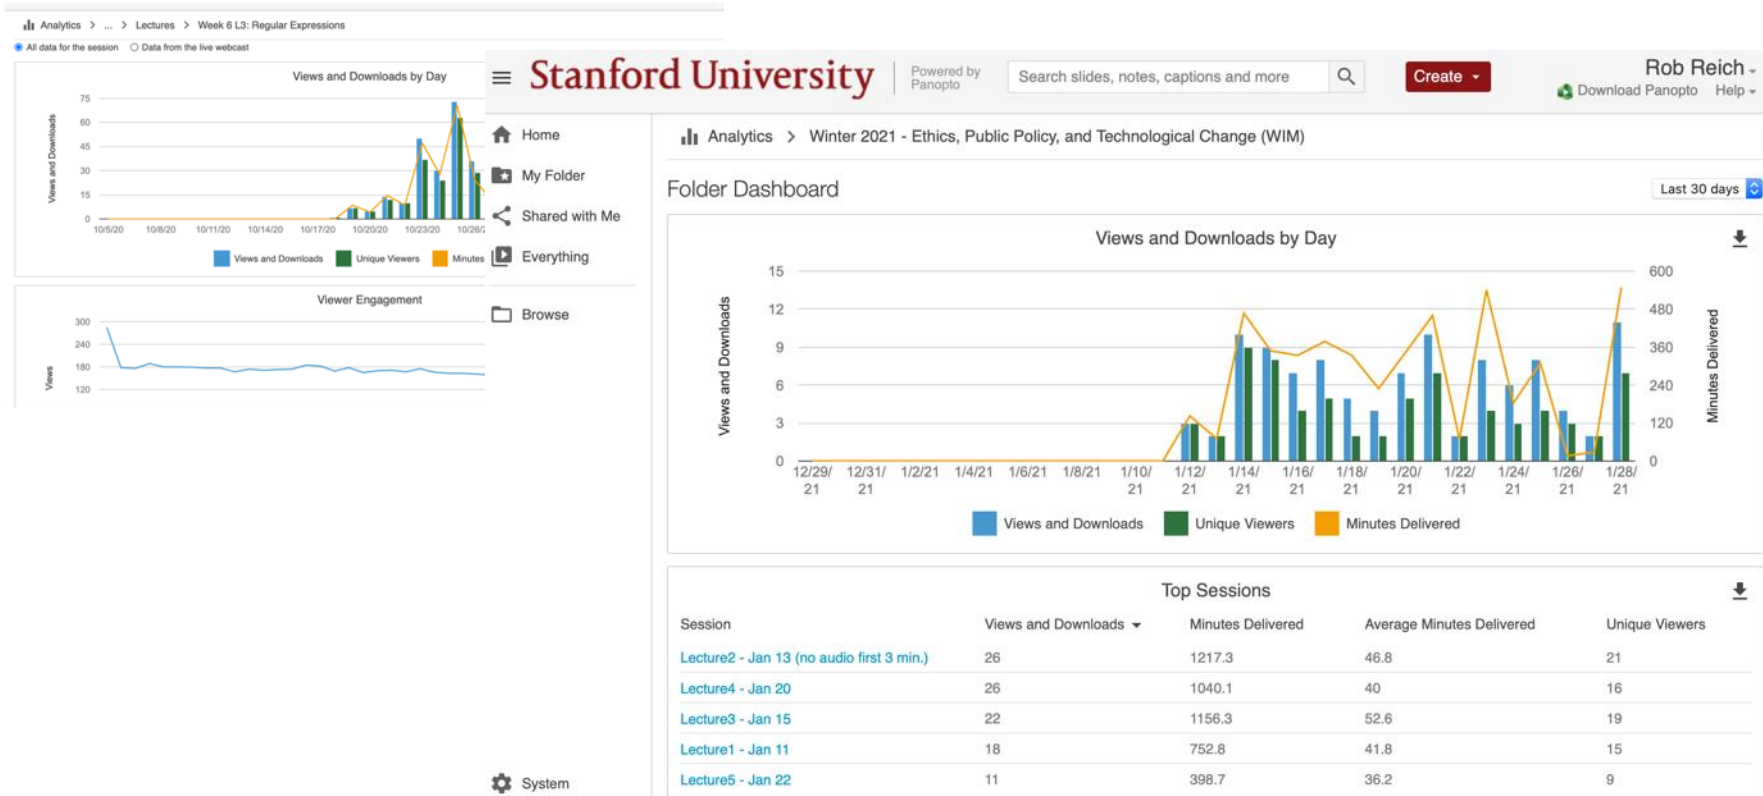 Analytics > ... > Lectures > Week 6 L3: Regular Expressions
All data for the session Data from the live webcast
Views and Downloads by Day
75
60
45
30
15
0
Views and Downloads
10/5/20 10/8/20 10/11/20 10/14/20 10/17/20 10/20/20 10/23/20 10/26/2
Views and Downloads Unique Viewers Minutes
Viewer Engagement
300
240
180
120
Views
Stanford University
Powered by
Panopto
Search slides, notes, captions and more
Create
Rob Reich
Download Panopto Help
Home
My Folder
Shared with Me
Everything
Browse
System
Analytics > Winter 2021 - Ethics, Public Policy, and Technological Change (WIM)
Folder Dashboard
Last 30 days
Views and Downloads by Day
15 600
12 480
9 360
6 240
3 120
0 0
Views and Downloads
Minutes Delivered
12/29/ 12/31/ 1/2/21 1/4/21 1/6/21 1/8/21 1/10/ 1/12/ 1/14/ 1/16/ 1/18/ 1/20/ 1/22/ 1/24/ 1/26/ 1/28/
21 21 21 21 21 21 21 21 21 21 21 21
Views and Downloads Unique Viewers Minutes Delivered
Top Sessions
Session Views and Downloads Minutes Delivered Average Minutes Delivered Unique Viewers
Lecture2 - Jan 13 (no audio first 3 min.) 26 1217.3 46.8 21
Lecture4 - Jan 20 26 1040.1 40 16
Lecture3 - Jan 15 22 1156.3 52.6 19
Lecture1 - Jan 11 18 752.8 41.8 15
Lecture5 - Jan 22 11 398.7 36.2 9